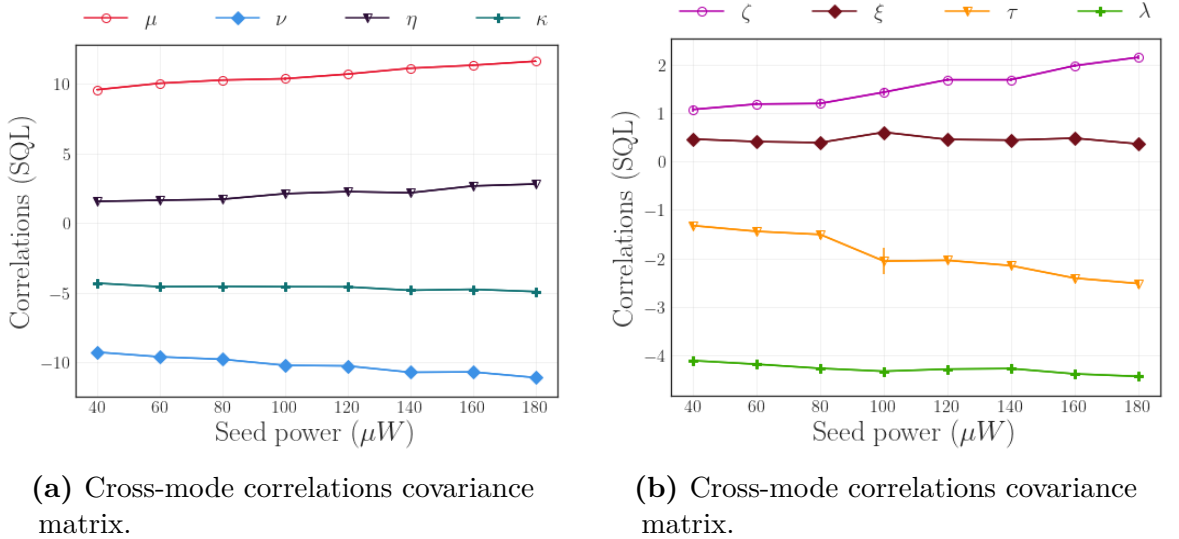 μ ν η κ
10
5
0
−5
−10
Correlations (SQL)
40 60 80 100 120 140 160 180
Seed power (μW)
(a) Cross-mode correlations covariance
matrix.
ζ ξ τ λ
2
1
0
−1
−2
−3
−4
Correlations (SQL)
40 60 80 100 120 140 160 180
Seed power (μW)
(b) Cross-mode correlations covariance
matrix.